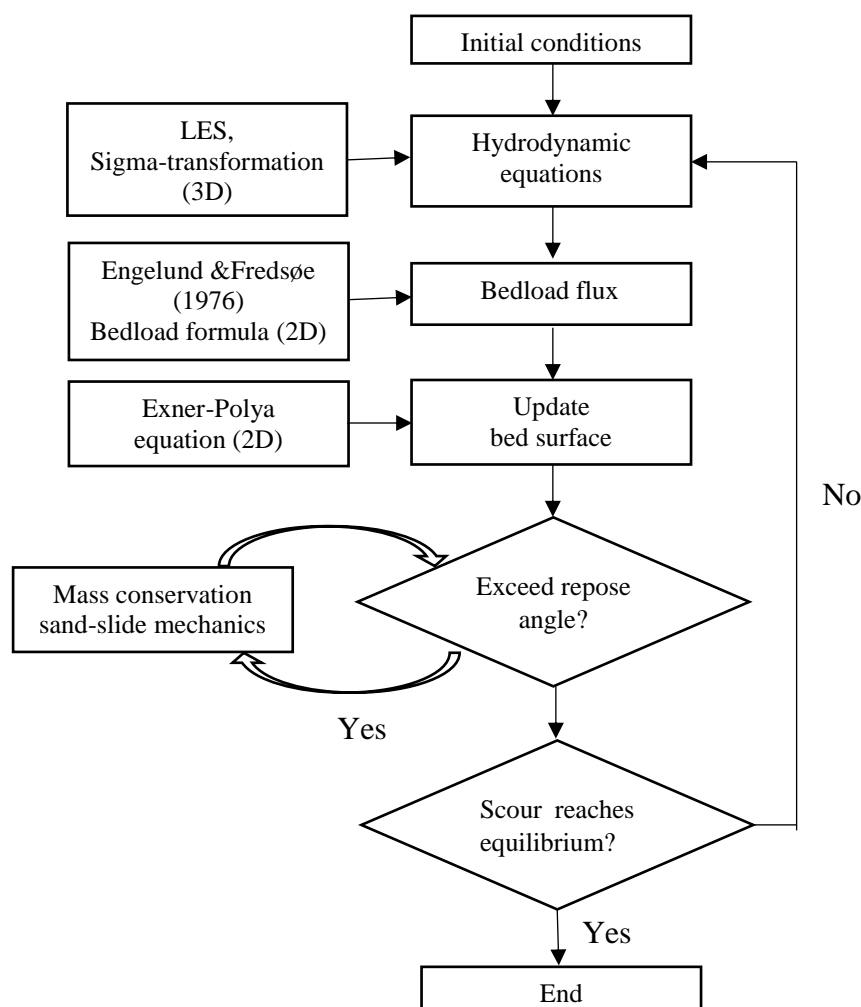 Initial conditions
LES,
Sigma-transformation
(3D)
Hydrodynamic
equations
Engelund &Fredsøe
(1976)
Bedload formula (2D)
Bedload flux
Exner-Polya
equation (2D)
Update
bed surface
No
Mass conservation
sand-slide mechanics
Exceed repose
angle?
Yes
Scour reaches
equilibrium?
Yes
End